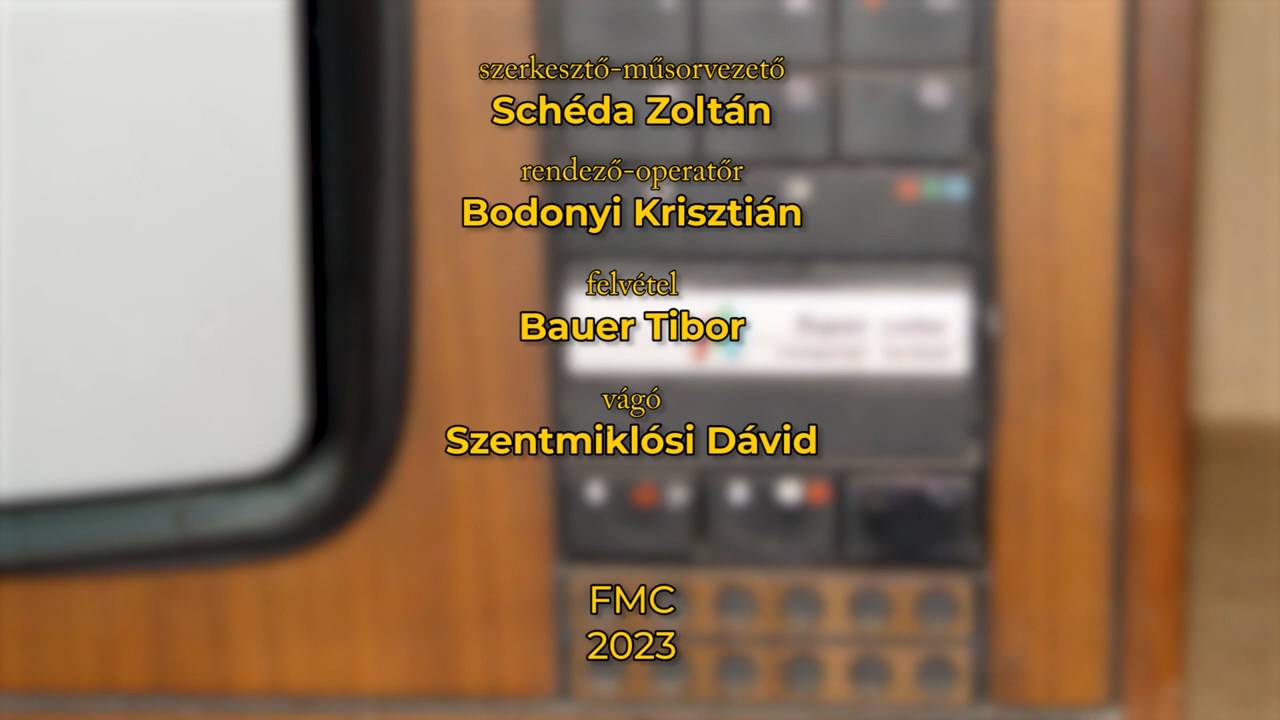 szerkesztő-műsorvezető
Schéda Zoltán
rendező-operatőr
Bodonyi Krisztián
felvétel
Bauer Tibor
vágó
Szentmiklósi Dávid
FMC
2023